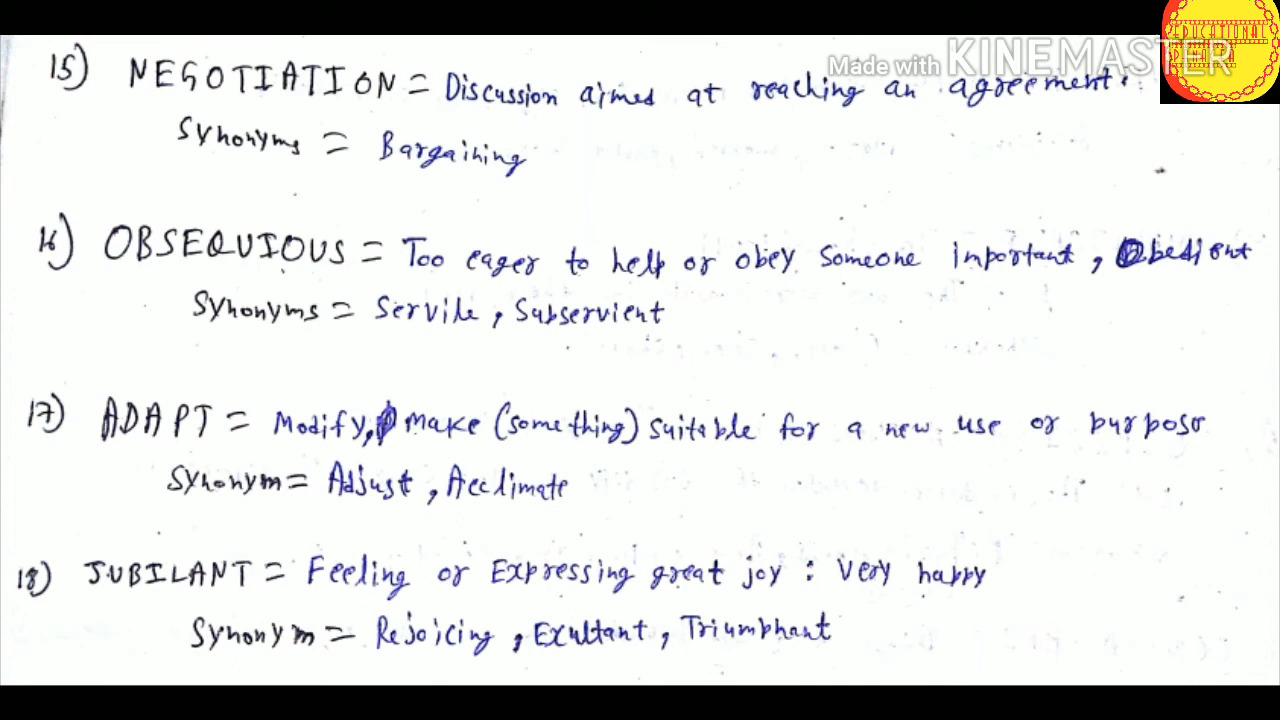 Made with KINEMASTER
EDUCATIONAL
15) NEGOTIATION = Discussion aimed at reaching an agreement.
Synonyms = Bargaining
16) OBSEQUIOUS = Too eager to help or obey someone important, Obedient
Synonyms = Servile, Subservient
17) ADAPT = Modify, make (something) suitable for a new use or purpose
Synonym = Adjust, Acclimate
18) JUBILANT = Feeling or Expressing great joy : Very happy
Synonym = Rejoicing, Exultant, Triumphant